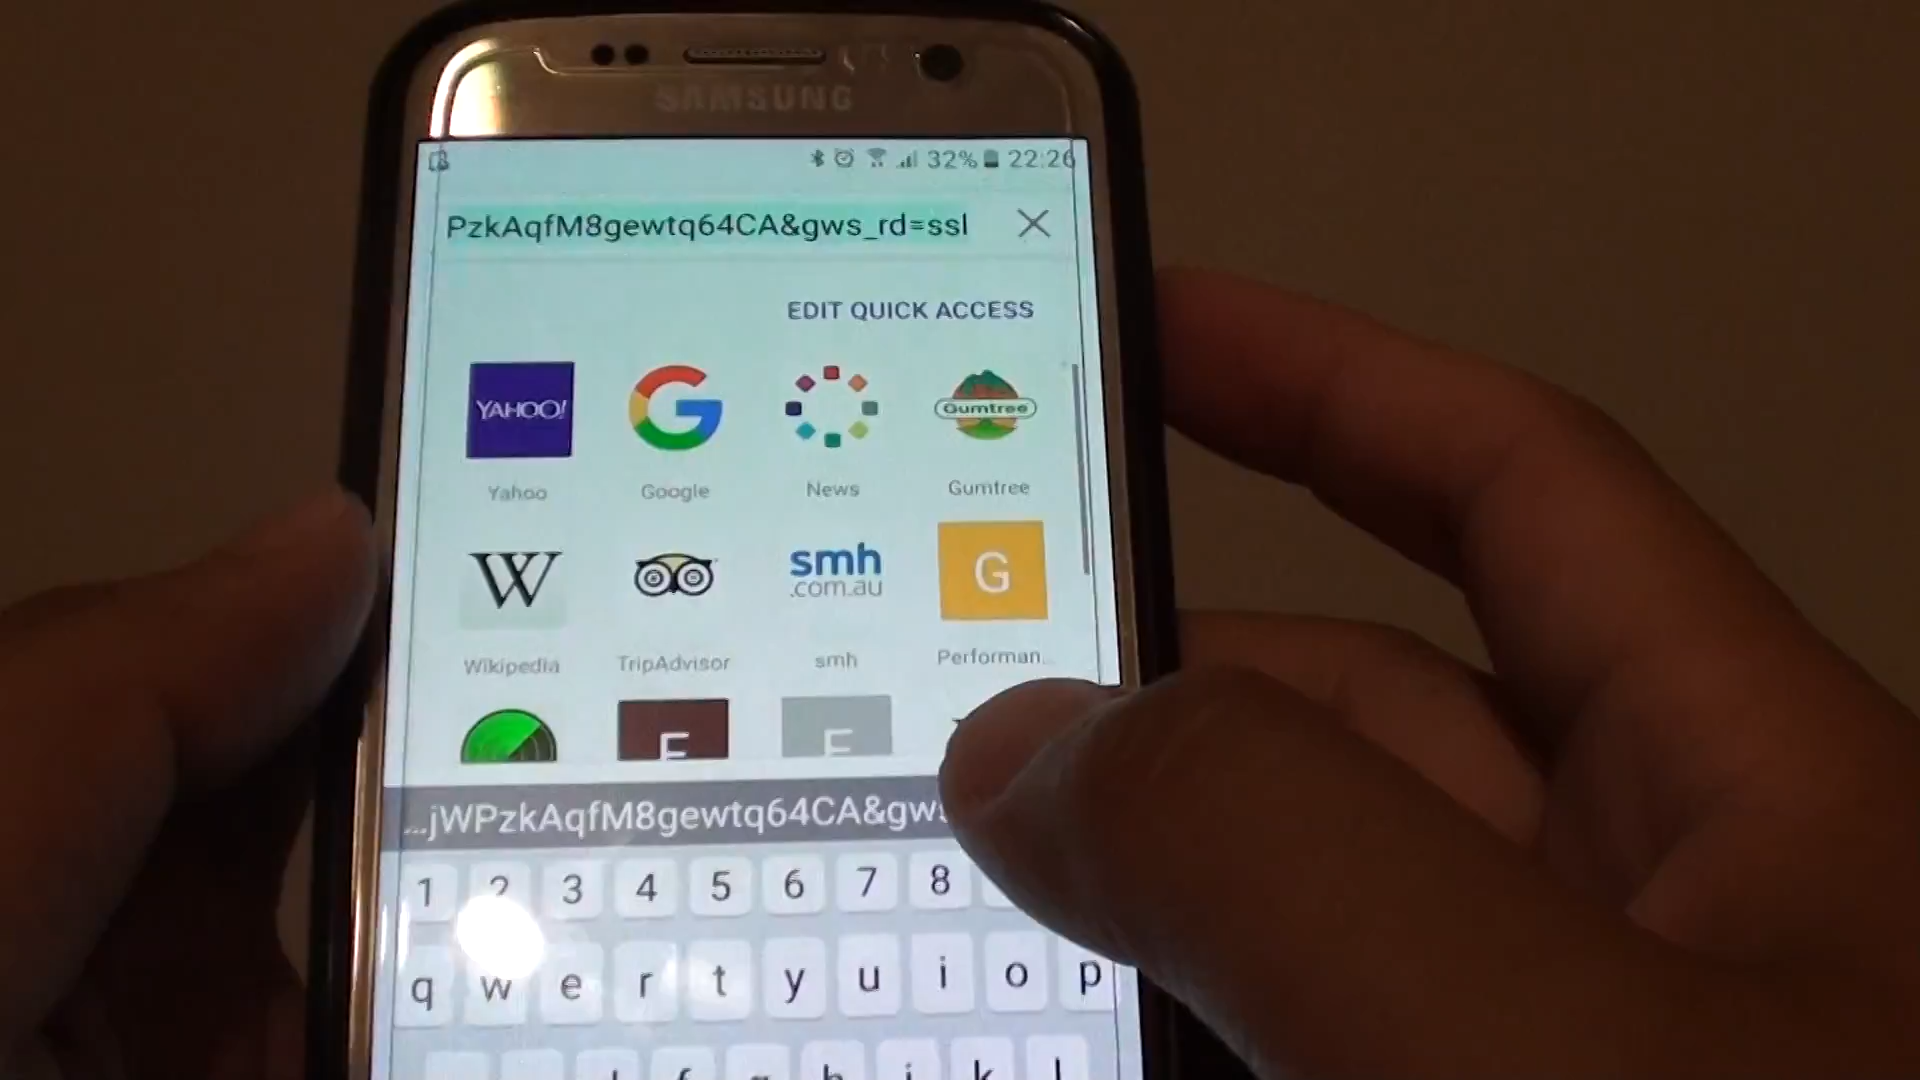 SAMSUNG
32% 22:26
PzkAqfM8gewtq64CA&gws_rd=ssl
EDIT QUICK ACCESS
YAHOO! G Gumtree
Yahoo Google News Gumtree
W smh .com.au G
Wikipedia TripAdvisor smh Performan...
...jWPzkAqfM8gewtq64CA&gws
1 2 3 4 5 6 7 8
q w e r t y u i o p
h j k l